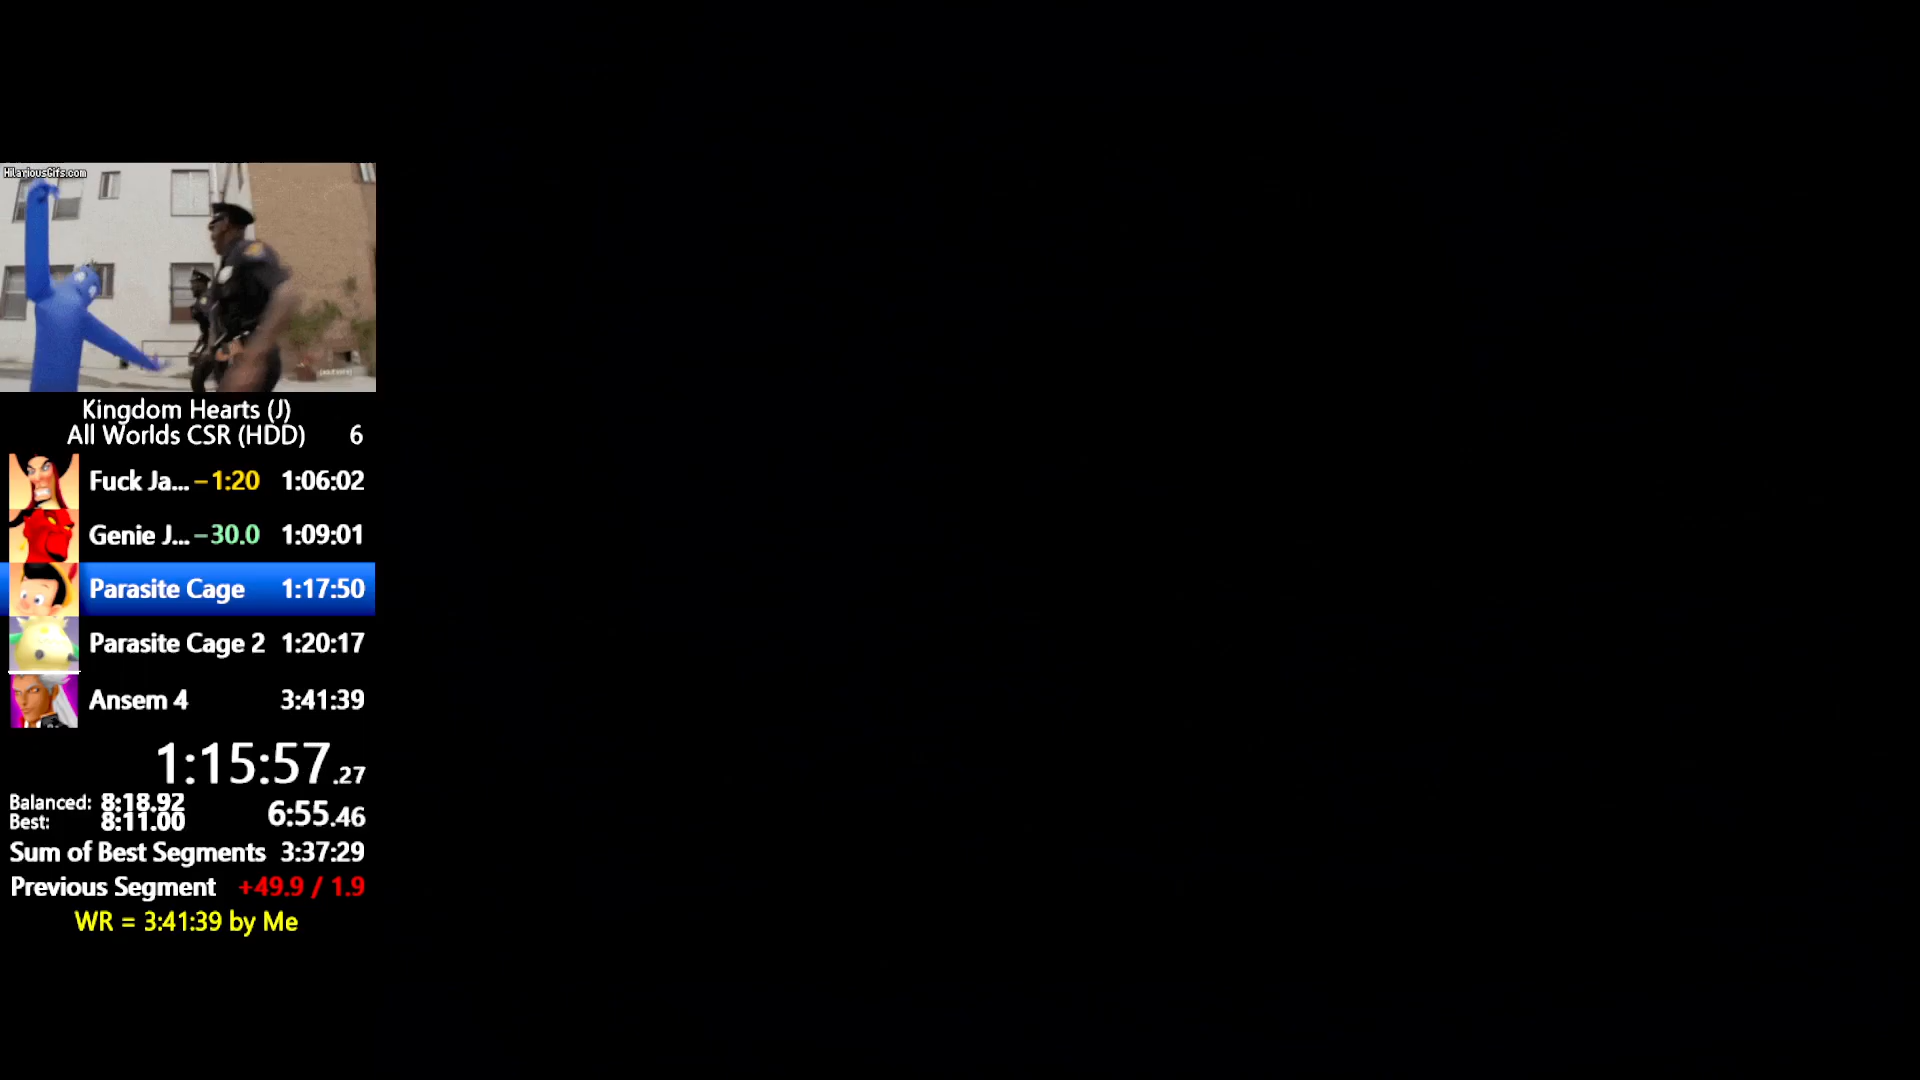 HilariousGifs.com
Kingdom Hearts (J)
All Worlds CSR (HDD) 6
Fuck Ja... −1:20 1:06:02
Genie J... −30.0 1:09:01
Parasite Cage 1:17:50
Parasite Cage 2 1:20:17
Ansem 4 3:41:39
1:15:57.27
Balanced: 8:18.92
Best: 8:11.00
6:55.46
Sum of Best Segments 3:37:29
Previous Segment +49.9 / 1.9
WR = 3:41:39 by Me